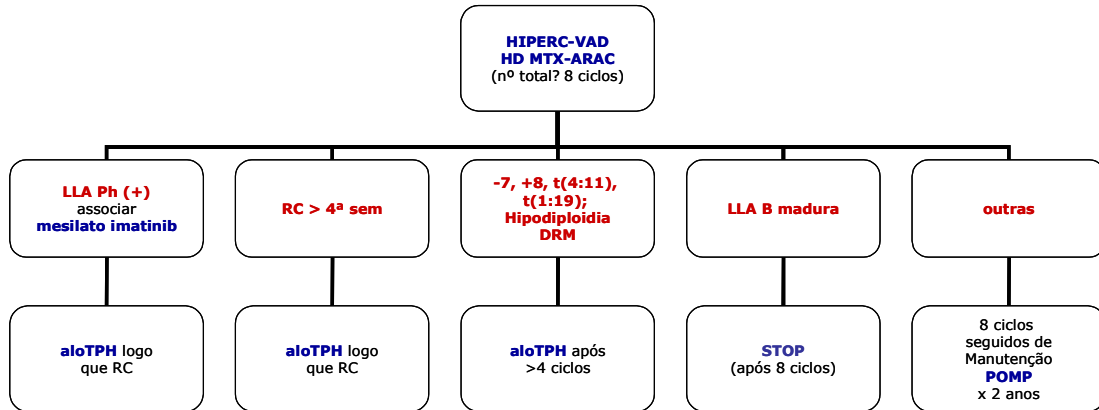 HIPERC-VAD
HD MTX-ARAC
(nº total? 8 ciclos)
LLA Ph (+)
associar
mesilato imatinib
RC > 4ª sem
-7, +8, t(4:11),
t(1:19);
Hipodiploidia
DRM
LLA B madura
outras
aloTPH logo
que RC
aloTPH logo
que RC
aloTPH após
>4 ciclos
STOP
(após 8 ciclos)
8 ciclos
seguidos de
Manutenção
POMP
x 2 anos